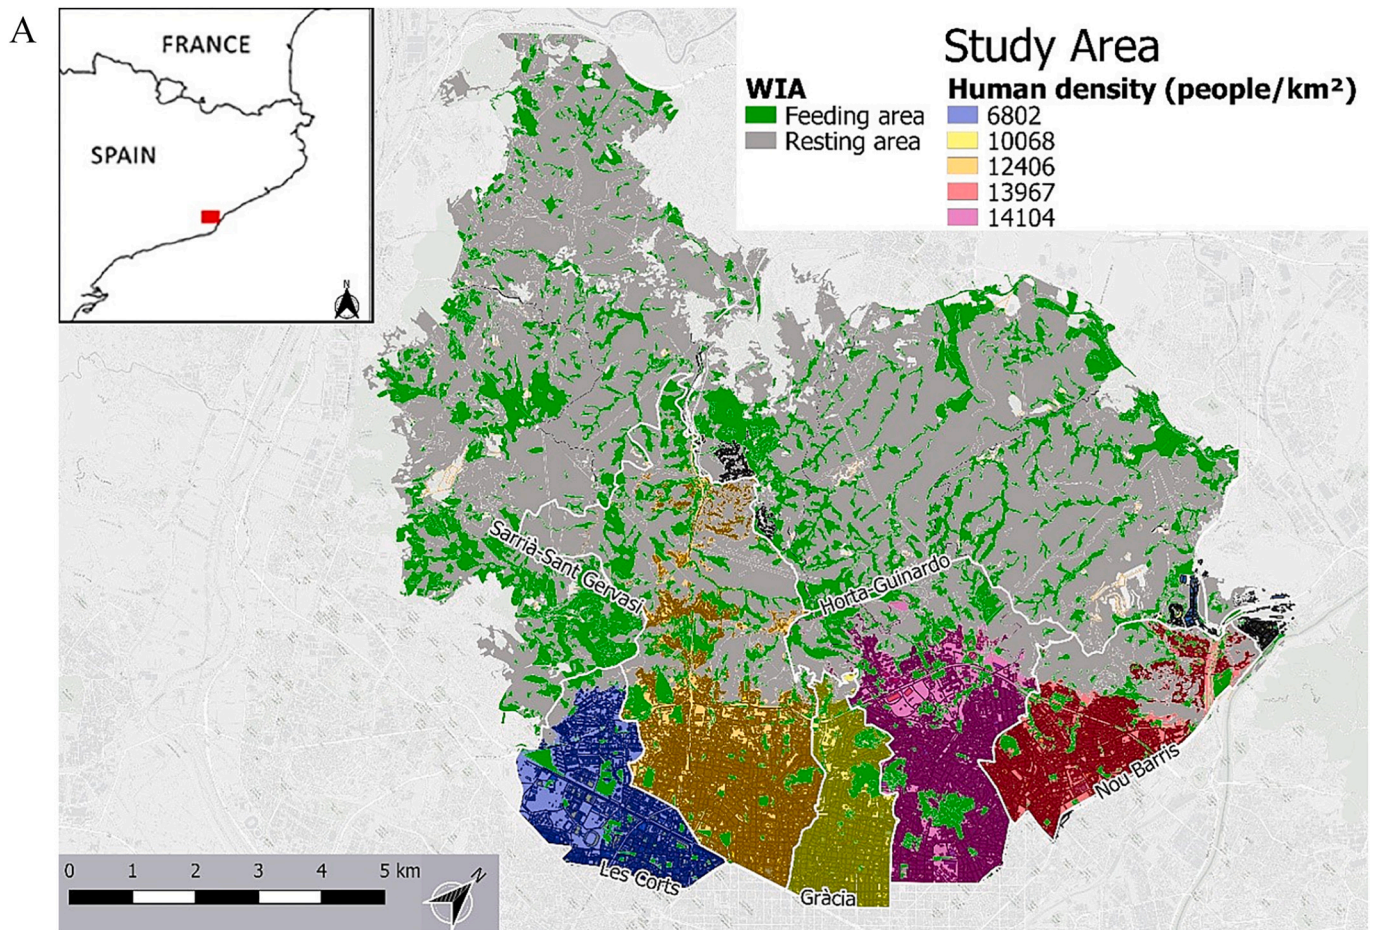 A
FRANCE
SPAIN
N
Study Area
WIA
Feeding area
Resting area
Human density (people/km²)
6802
10068
12406
13967
14104
Sarrià-Sant Gervasi
Horta-Guinardo
Nou Barris
Les Corts
Gràcia
0 1 2 3 4 5 km
N